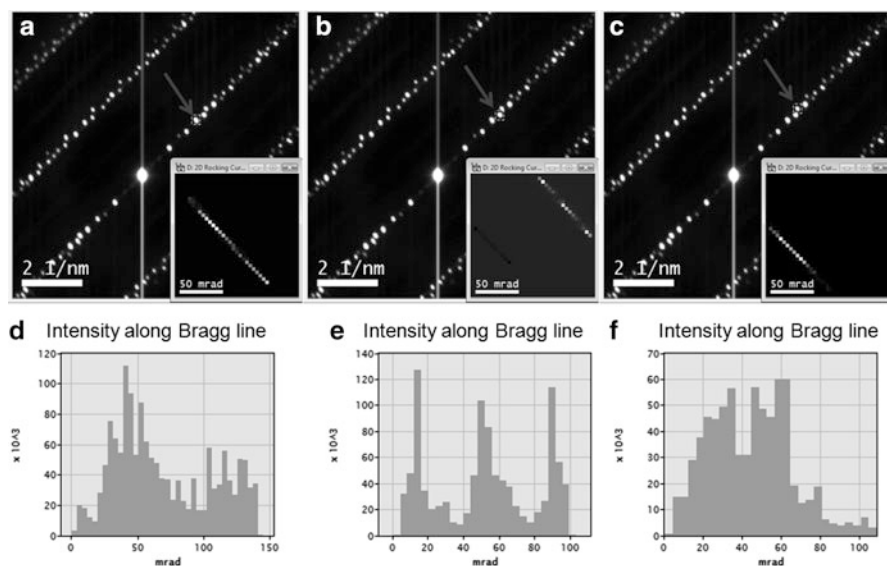 a
b
c
D: 2D Rocking Cur...
D: 2D Rocking Cur...
D: 2D Rocking Cur...
2 1/nm
50 mrad
2 1/nm
50 mrad
2 1/nm
50 mrad
d Intensity along Bragg line
e Intensity along Bragg line
f Intensity along Bragg line
120
100
80
60
40
20
0
x 10^3
0 50 100 150
mrad
140
120
100
80
60
40
20
0
x 10^3
0 20 40 60 80 100
mrad
70
60
50
40
30
20
10
0
x 10^3
0 20 40 60 80 100
mrad